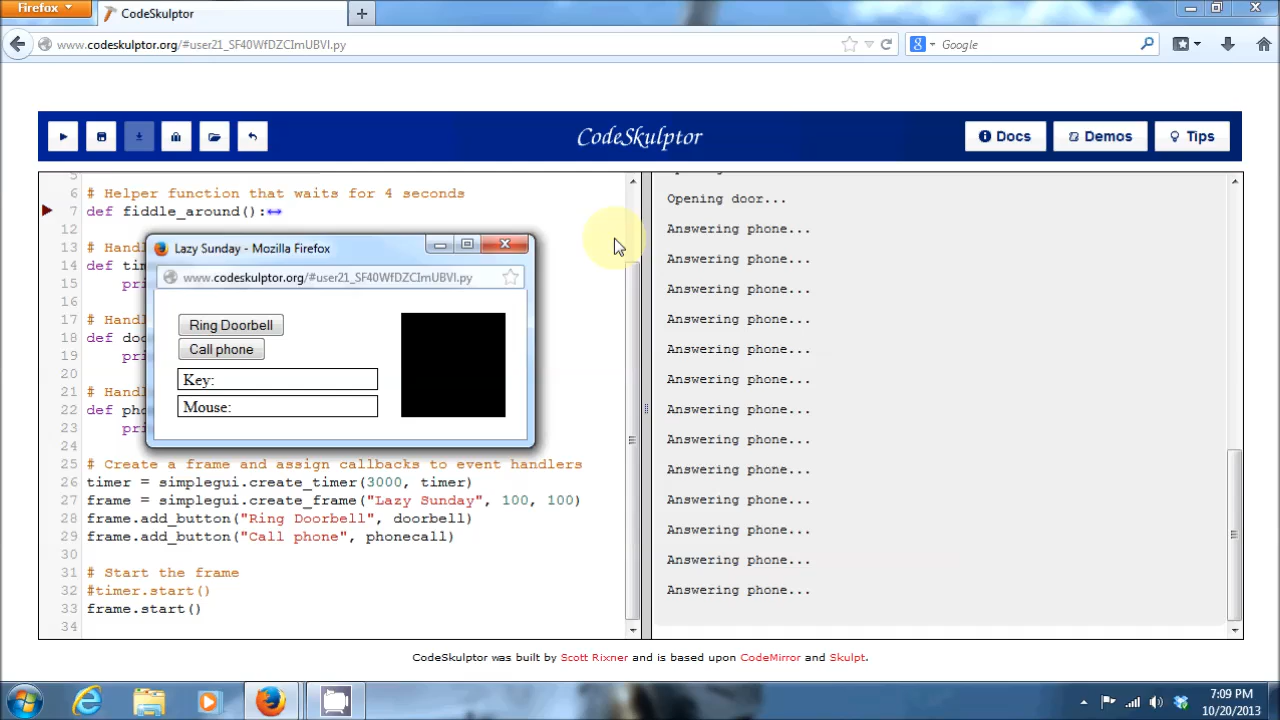 Firefox
CodeSkulptor
www.codeskulptor.org/#user21_SF40WfDZCImUBVI.py
Google
CodeSkulptor
Docs
Demos
Tips
5
6 # Helper function that waits for 4 seconds
7 def fiddle_around():
12
13 # Hand
14 def tim
15 pri
16
17 # Hand
18 def doo
19 pri
20
21 # Hand
22 def pho
23 pri
24
25 # Create a frame and assign callbacks to event handlers
26 timer = simplegui.create_timer(3000, timer)
27 frame = simplegui.create_frame("Lazy Sunday", 100, 100)
28 frame.add_button("Ring Doorbell", doorbell)
29 frame.add_button("Call phone", phonecall)
30
31 # Start the frame
32 #timer.start()
33 frame.start()
34
Lazy Sunday - Mozilla Firefox
www.codeskulptor.org/#user21_SF40WfDZCImUBVI.py
Ring Doorbell
Call phone
Key:
Mouse:
Opening door...
Answering phone...
Answering phone...
Answering phone...
Answering phone...
Answering phone...
Answering phone...
Answering phone...
Answering phone...
Answering phone...
Answering phone...
Answering phone...
Answering phone...
Answering phone...
CodeSkulptor was built by Scott Rixner and is based upon CodeMirror and Skulpt.
7:09 PM
10/20/2013